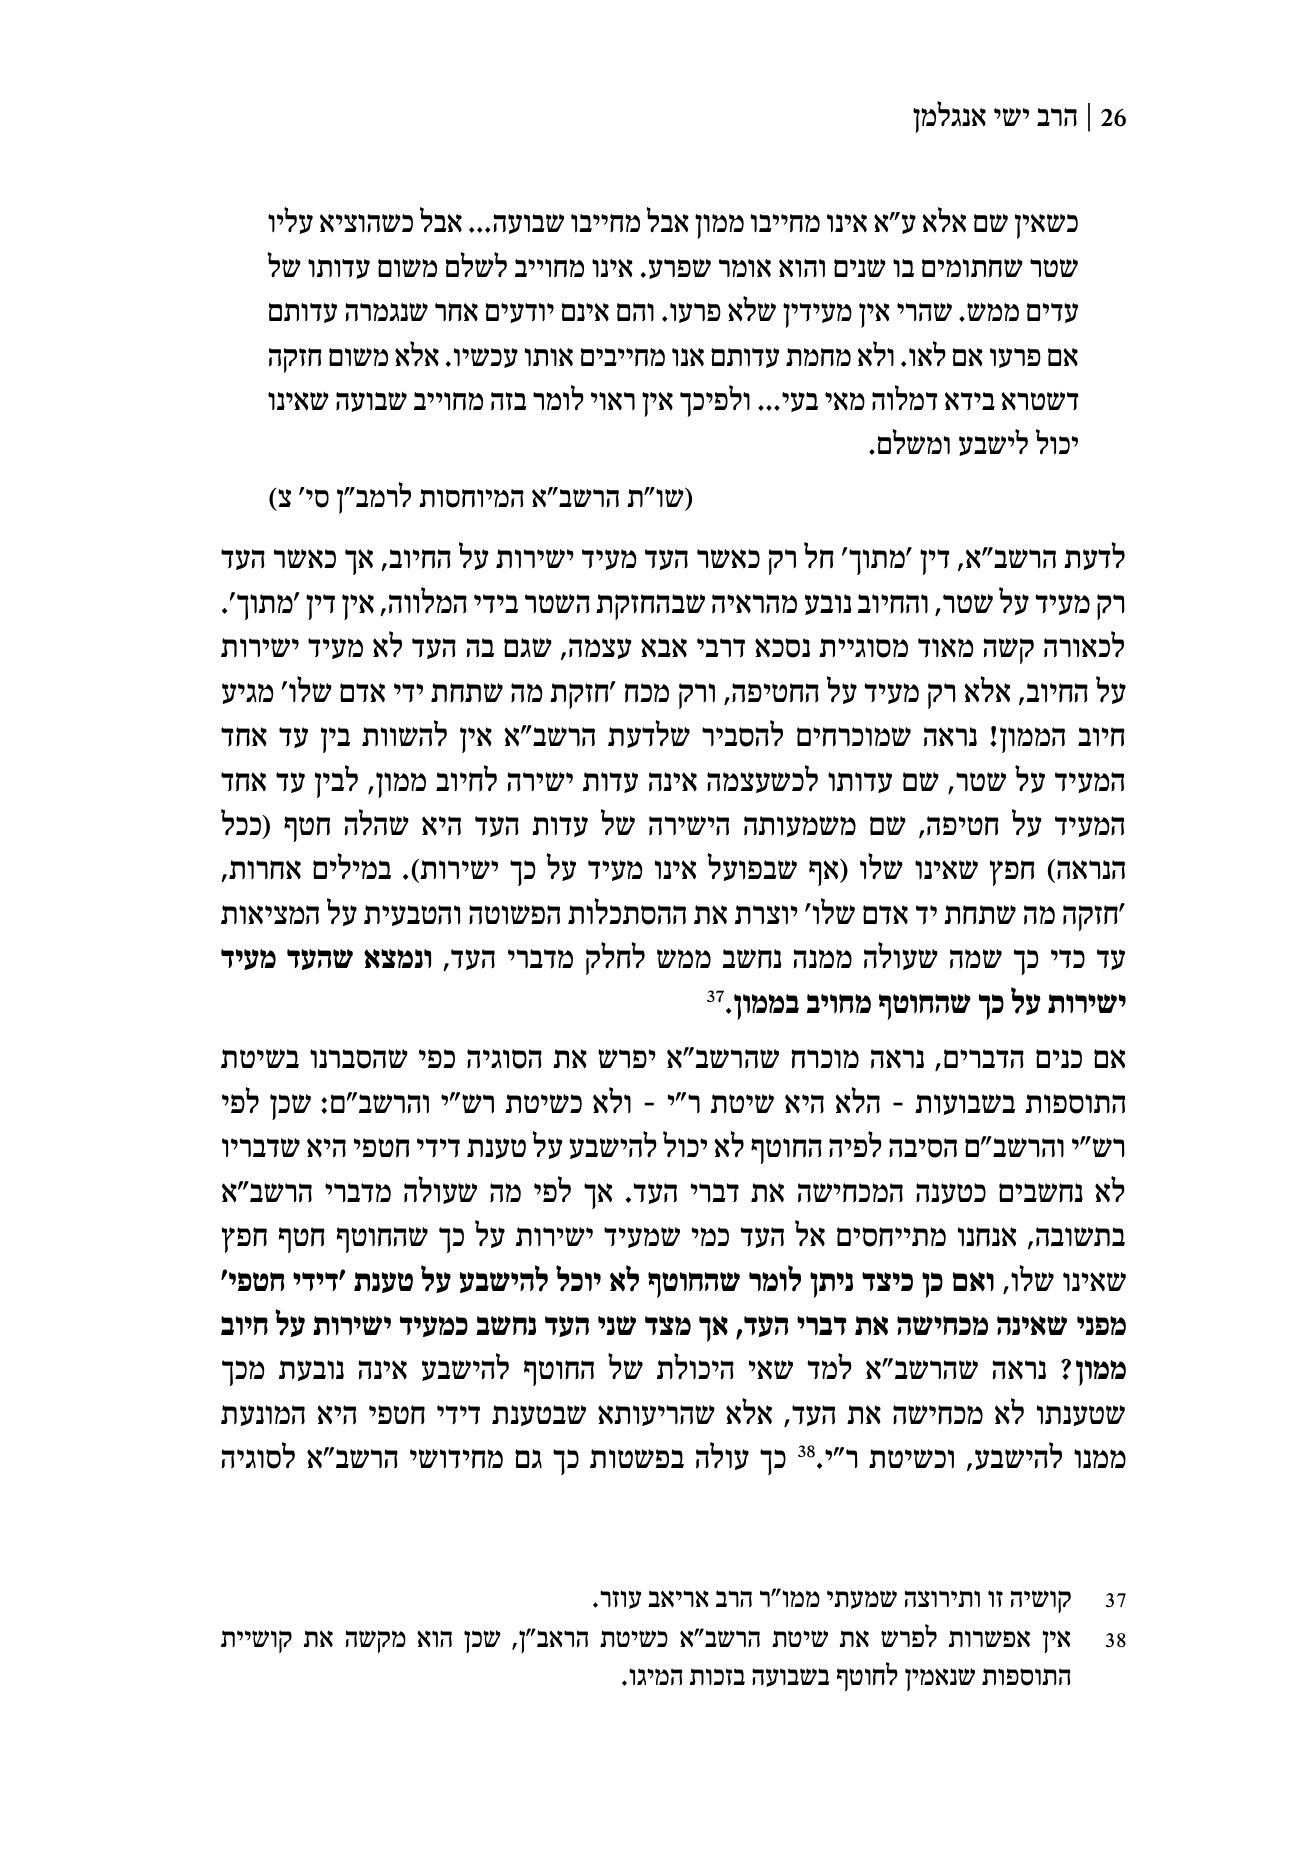 26 | הרב ישי אנגלמן
כשאין שם אלא ע"א אינו מחייבו ממון אבל מחייבו שבועה... אבל כשהוציא עליו
שטר שחתומים בו שנים והוא אומר שפרע. אינו מחוייב לשלם משום עדותו של
עדים ממש. שהרי אין מעידין שלא פרעו. והם אינם יודעים אחר שנגמרה עדותם
אם פרעו אם לאו. ולא מחמת עדותם אנו מחייבים אותו עכשיו. אלא משום חזקה
דשטרא בידא דמלוה מאי בעי... ולפיכך אין ראוי לומר בזה מחוייב שבועה שאינו
יכול לישבע ומשלם.
(שו"ת הרשב"א המיוחסות לרמב"ן סי' צ)
לדעת הרשב"א, דין 'מתוך' חל רק כאשר העד מעיד ישירות על החיוב, אך כאשר העד
רק מעיד על שטר, והחיוב נובע מהראיה שבהחזקת השטר בידי המלווה, אין דין 'מתוך'.
לכאורה קשה מאוד מסוגיית נסכא דרבי אבא עצמה, שגם בה העד לא מעיד ישירות
על החיוב, אלא רק מעיד על החטיפה, ורק מכח 'חזקת מה שתחת ידי אדם שלו' מגיע
חיוב הממון! נראה שמוכרחים להסביר שלדעת הרשב"א אין להשוות בין עד אחד
המעיד על שטר, שם עדותו לכשעצמה אינה עדות ישירה לחיוב ממון, לבין עד אחד
המעיד על חטיפה, שם משמעותה הישירה של עדות העד היא שהלה חטף (ככל
הנראה) חפץ שאינו שלו (אף שבפועל אינו מעיד על כך ישירות). במילים אחרות,
'חזקה מה שתחת יד אדם שלו' יוצרת את ההסתכלות הפשוטה והטבעית על המציאות
עד כדי כך שמה שעולה ממנה נחשב ממש לחלק מדברי העד, ונמצא שהעד מעיד
ישירות על כך שהחוטף מחויב בממון.37
אם כנים הדברים, נראה מוכרח שהרשב"א יפרש את הסוגיה כפי שהסברנו בשיטת
התוספות בשבועות - הלא היא שיטת ר"י - ולא כשיטת רש"י והרשב"ם: שכן לפי
רש"י והרשב"ם הסיבה לפיה החוטף לא יכול להישבע על טענת דידי חטפי היא שדבריו
לא נחשבים כטענה המכחישה את דברי העד. אך לפי מה שעולה מדברי הרשב"א
בתשובה, אנחנו מתייחסים אל העד כמי שמעיד ישירות על כך שהחוטף חטף חפץ
שאינו שלו, ואם כן כיצד ניתן לומר שהחוטף לא יוכל להישבע על טענת 'דידי חטפי'
מפני שאינה מכחישה את דברי העד, אך מצד שני העד נחשב כמעיד ישירות על חיוב
ממון? נראה שהרשב"א למד שאי היכולת של החוטף להישבע אינה נובעת מכך
שטענתו לא מכחישה את העד, אלא שהריעותא שבטענת דידי חטפי היא המונעת
ממנו להישבע, וכשיטת ר"י.38 כך עולה בפשטות כך גם מחידושי הרשב"א לסוגיה
37 קושיה זו ותירוצה שמעתי ממו"ר הרב אריאב עוזר.
38 אין אפשרות לפרש את שיטת הרשב"א כשיטת הראב"ן, שכן הוא מקשה את קושיית
התוספות שנאמין לחוטף בשבועה בזכות המיגו.